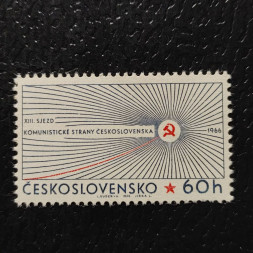 XIII. SJEZD
KOMUNISTICKÉ STRANY ČESKOSLOVENSKA 1966
ČESKOSLOVENSKO ★ 60h